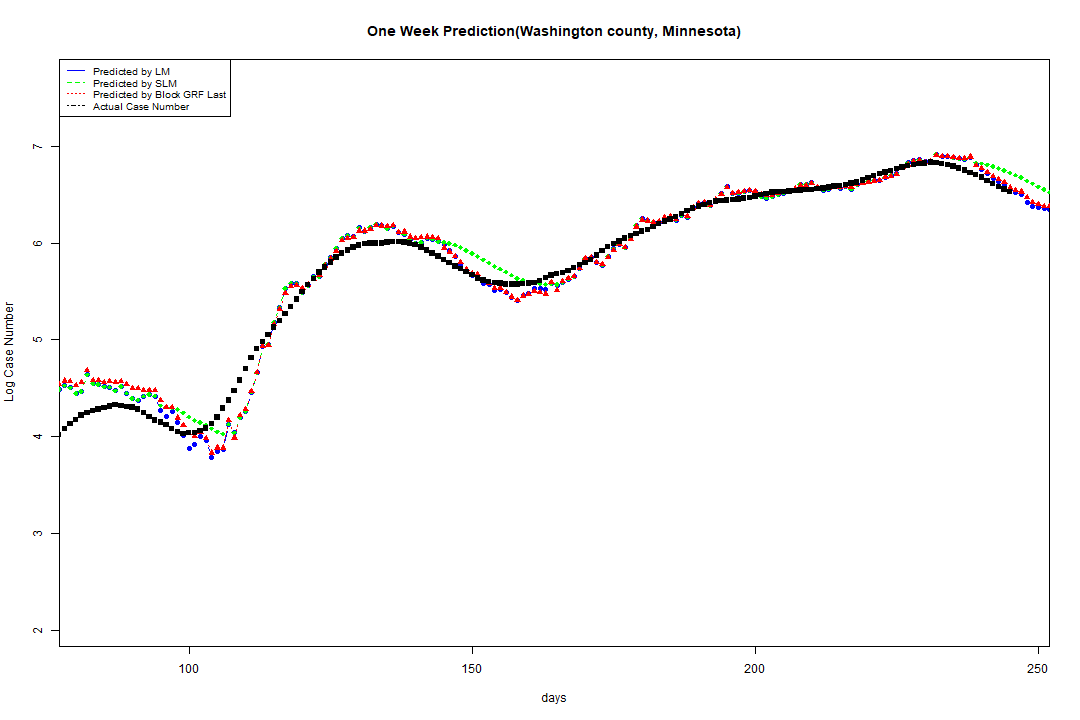 One Week Prediction(Washington county, Minnesota)
Predicted by LM
Predicted by SLM
Predicted by Block GRF Last
Actual Case Number
7
6
5
4
3
2
Log Case Number
100 150 200 250
days